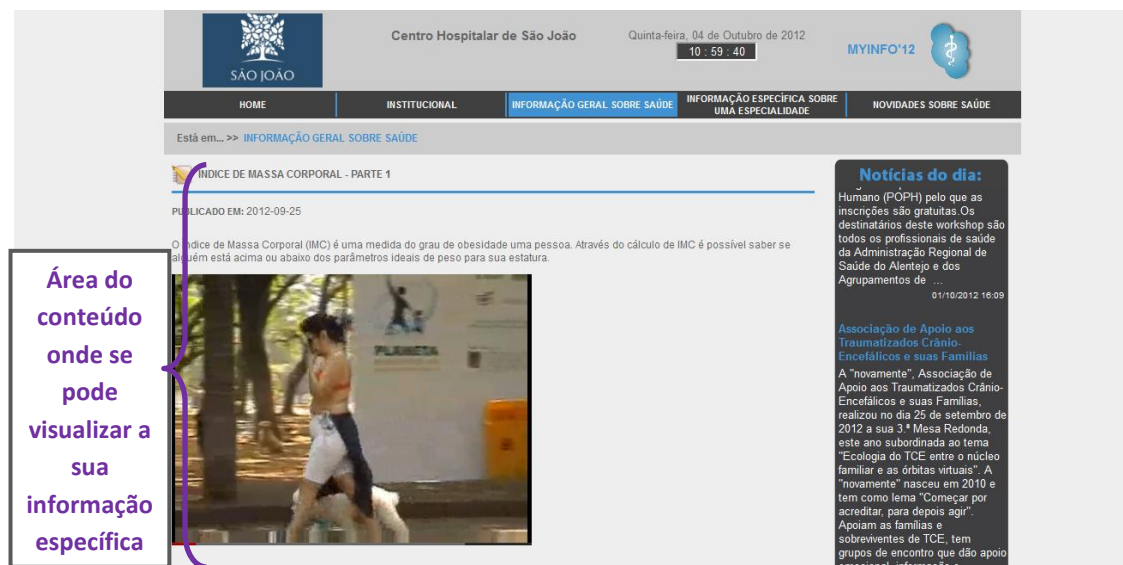 SÃO JOÃO
Centro Hospitalar de São João
Quinta-feira, 04 de Outubro de 2012
10 : 59 : 40
MYINFO'12
HOME
INSTITUCIONAL
INFORMAÇÃO GERAL SOBRE SAÚDE
INFORMAÇÃO ESPECÍFICA SOBRE
UMA ESPECIALIDADE
NOVIDADES SOBRE SAÚDE
Está em... >> INFORMAÇÃO GERAL SOBRE SAÚDE
ÍNDICE DE MASSA CORPORAL - PARTE 1
PUBLICADO EM: 2012-09-25
O Índice de Massa Corporal (IMC) é uma medida do grau de obesidade uma pessoa. Através do cálculo de IMC é possível saber se
alguém está acima ou abaixo dos parâmetros ideais de peso para sua estatura.
PLANETA
Área do
conteúdo
onde se
pode
visualizar a
sua
informação
específica
Notícias do dia:
Humano (POPH) pelo que as
inscrições são gratuitas.Os
destinatários deste workshop são
todos os profissionais de saúde
da Administração Regional de
Saúde do Alentejo e dos
Agrupamentos de ...
01/10/2012 16:09
Associação de Apoio aos
Traumatizados Crânio-
Encefálicos e suas Famílias
A "novamente", Associação de
Apoio aos Traumatizados Crânio-
Encefálicos e suas Famílias,
realizou no dia 25 de setembro de
2012 a sua 3.ª Mesa Redonda,
este ano subordinada ao tema
"Ecologia do TCE entre o núcleo
familiar e as órbitas virtuais". A
"novamente" nasceu em 2010 e
tem como lema "Começar por
acreditar, para depois agir".
Apoiam as famílias e
sobreviventes de TCE, tem
grupos de encontro que dão apoio